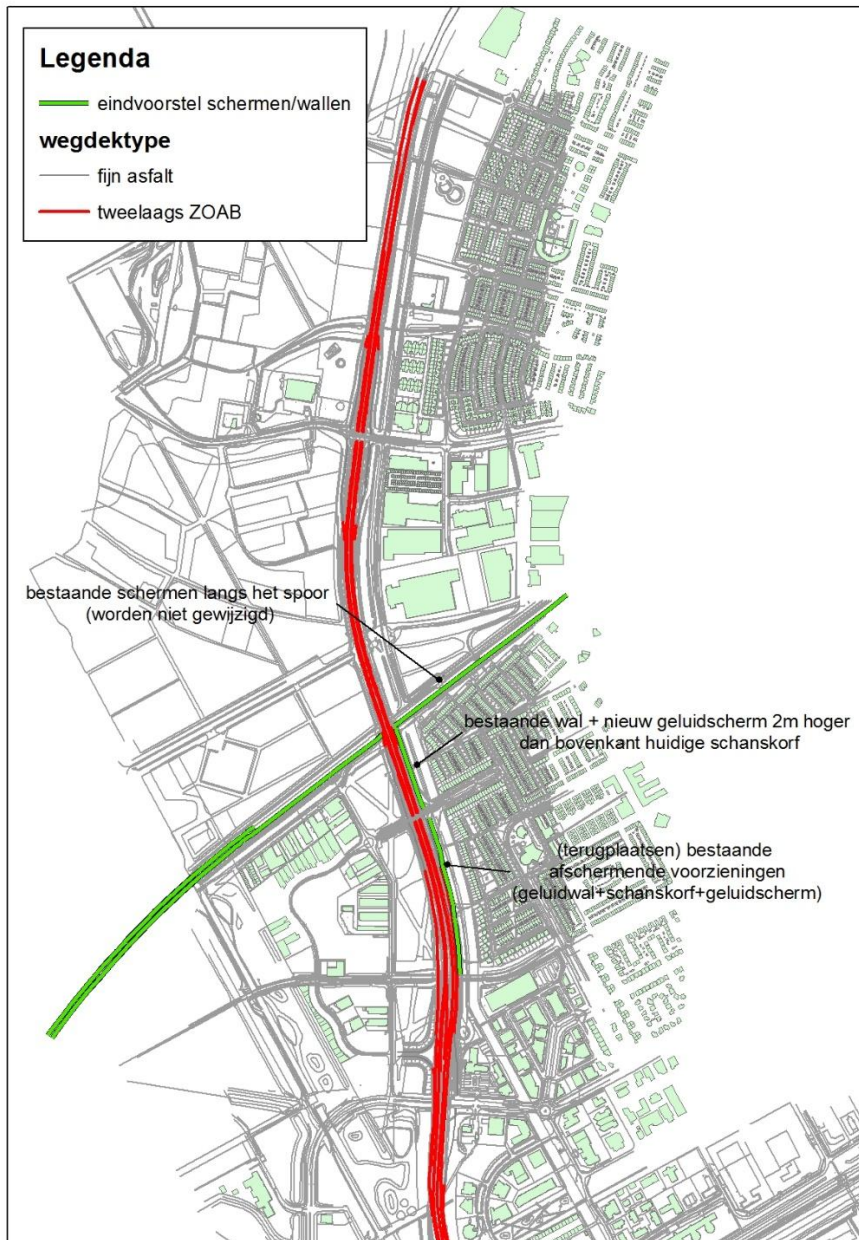 Legenda
eindvoorstel schermen/wallen
wegdektype
fijn asfalt
tweelaags ZOAB
bestaande schermen langs het spoor
(worden niet gewijzigd)
bestaande wal + nieuw geluidscherm 2m hoger
dan bovenkant huidige schanskorf
(terugplaatsen) bestaande
afschermende voorzieningen
(geluidwal+schanskorf+geluidscherm)